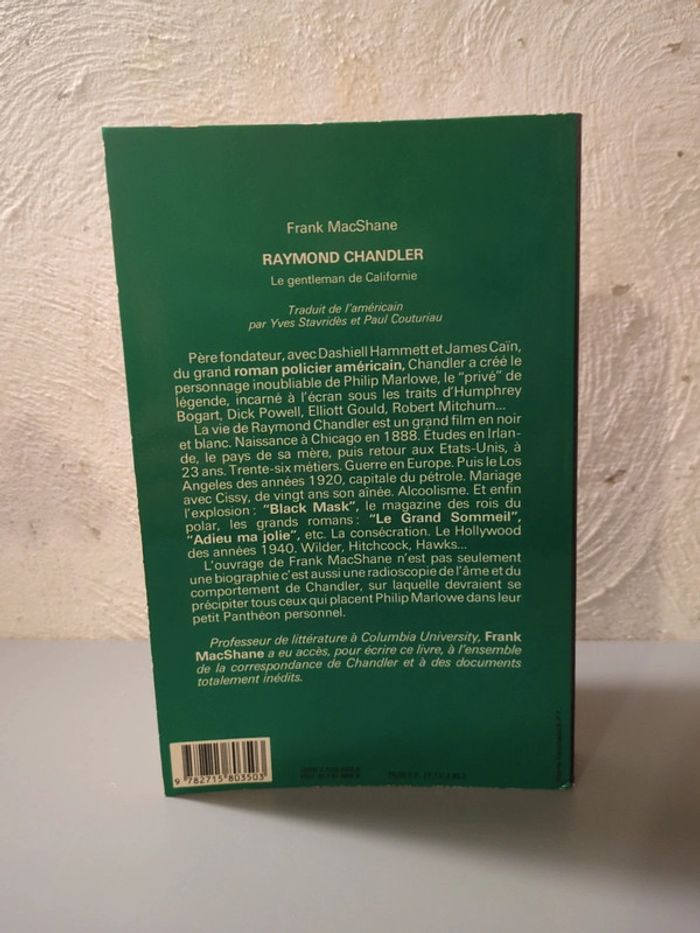 Frank MacShane
RAYMOND CHANDLER
Le gentleman de Californie
Traduit de l'américain
par Yves Stavridès et Paul Couturiau
Père fondateur, avec Dashiell Hammett et James Caïn,
du grand roman policier américain, Chandler a créé le
personnage inoubliable de Philip Marlowe, le "privé" de
légende, incarné à l'écran sous les traits d'Humphrey
Bogart, Dick Powell, Elliott Gould, Robert Mitchum...
La vie de Raymond Chandler est un grand film en noir
et blanc. Naissance à Chicago en 1888. Études en Irlan-
de, le pays de sa mère, puis retour aux Etats-Unis, à
23 ans. Trente-six métiers. Guerre en Europe. Puis le Los
Angeles des années 1920, capitale du pétrole. Mariage
avec Cissy, de vingt ans son aînée. Alcoolisme. Et enfin
l'explosion : "Black Mask", le magazine des rois du
polar, les grands romans : "Le Grand Sommeil",
"Adieu ma jolie", etc. La consécration. Le Hollywood
des années 1940. Wilder, Hitchcock, Hawks...
L'ouvrage de Frank MacShane n'est pas seulement
une biographie c'est aussi une radioscopie de l'âme et du
comportement de Chandler, sur laquelle devraient se
précipiter tous ceux qui placent Philip Marlowe dans leur
petit Panthéon personnel.
Professeur de littérature à Columbia University, Frank
MacShane a eu accès, pour écrire ce livre, à l'ensemble
de la correspondance de Chandler et à des documents
totalement inédits.
9 782715 803503